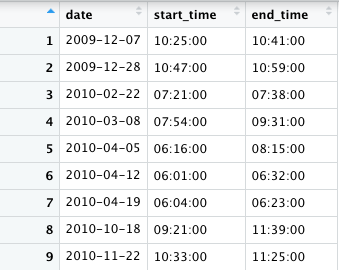 date start_time end_time
1 2009-12-07 10:25:00 10:41:00
2 2009-12-28 10:47:00 10:59:00
3 2010-02-22 07:21:00 07:38:00
4 2010-03-08 07:54:00 09:31:00
5 2010-04-05 06:16:00 08:15:00
6 2010-04-12 06:01:00 06:32:00
7 2010-04-19 06:04:00 06:23:00
8 2010-10-18 09:21:00 11:39:00
9 2010-11-22 10:33:00 11:25:00